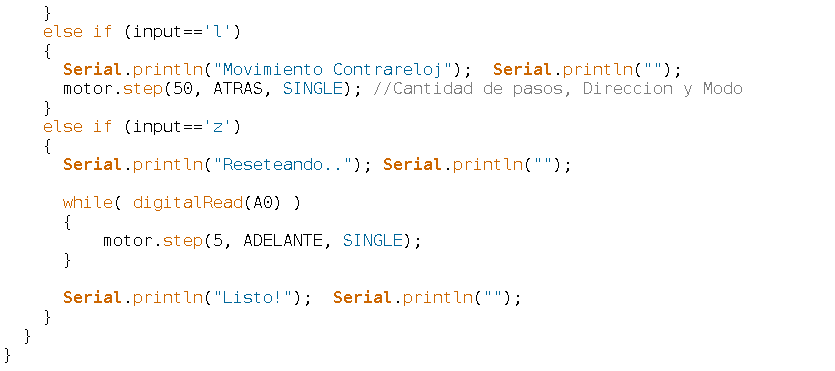 }
else if (input=='l')
{
Serial.println("Movimiento Contrareloj");  Serial.println("");
motor.step(50, ATRAS, SINGLE); //Cantidad de pasos, Direccion y Modo
}
else if (input=='z')
{
Serial.println("Reseteando.."); Serial.println("");
while( digitalRead(A0) )
{
motor.step(5, ADELANTE, SINGLE);
}
Serial.println("Listo!");  Serial.println("");
}
}
}